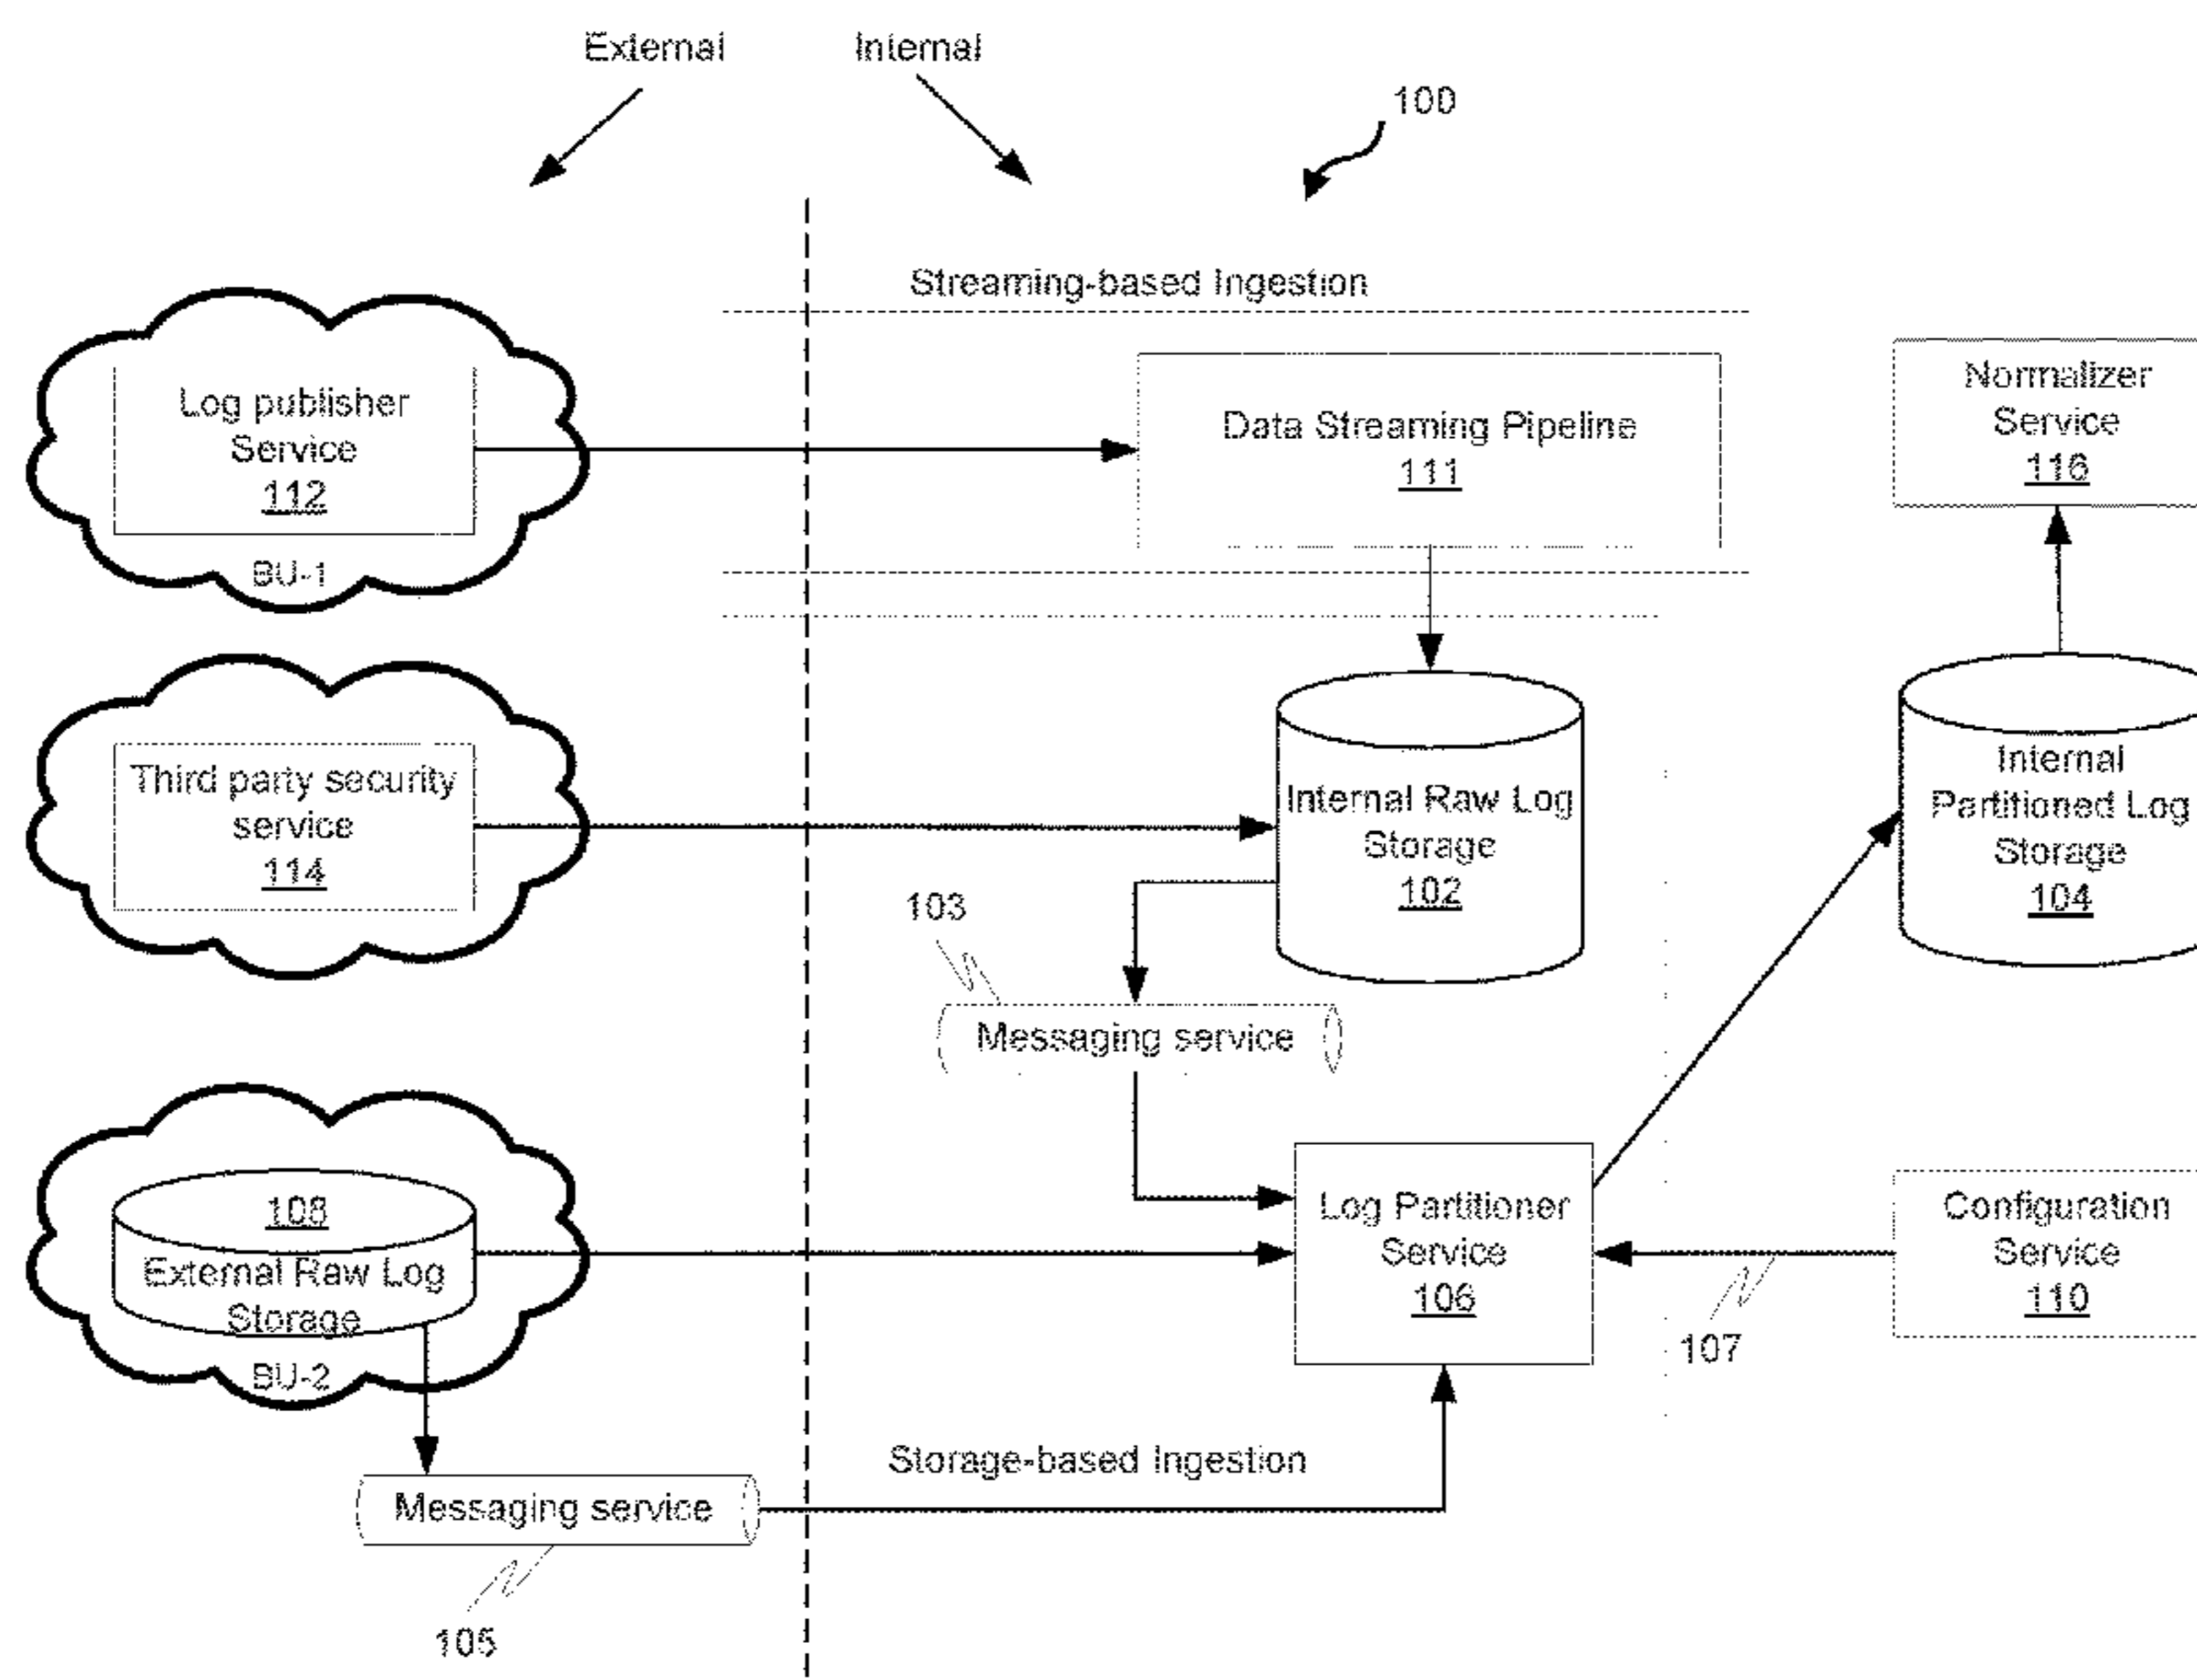 External
Internal
100
Streaming-based Ingestion
Log publisher
Service
112
BU-1
Data Streaming Pipeline
111
Normalizer
Service
116
Third party security
service
114
Internal Raw Log
Storage
102
Internal
Partitioned Log
Storage
104
103
Messaging service
108
External Raw Log
Storage
BU-2
Log Partitioner
Service
106
Configuration
Service
110
107
Storage-based Ingestion
Messaging service
105